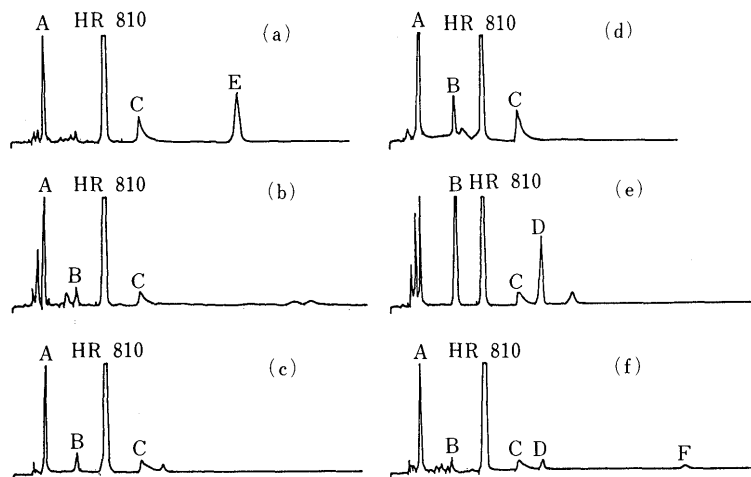 A HR 810 (a)
C E
A HR 810 (b)
B C
A HR 810 (c)
B C
A HR 810 (d)
B C
B HR 810 (e)
C D
A HR 810 (f)
B C D F